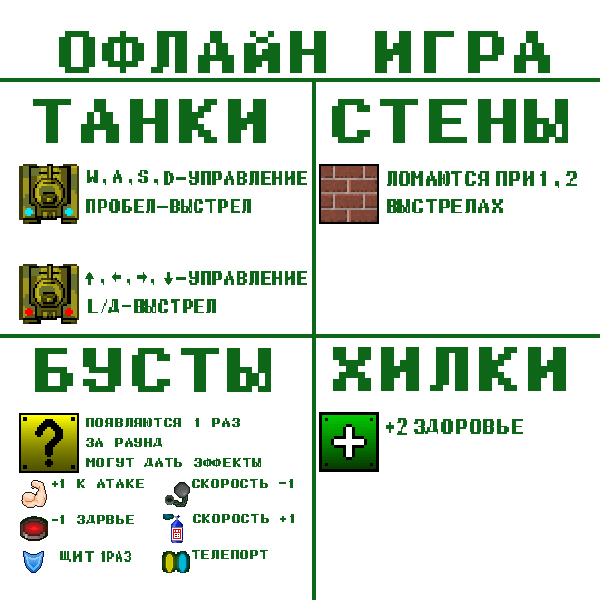 ОФЛАЙН ИГРА
ТАНКИ
W,A,S,D-УПРАВЛЕНИЕ
ПРОБЕЛ-ВЫСТРЕЛ
↑,←,→,↓-УПРАВЛЕНИЕ
L/Д-ВЫСТРЕЛ
СТЕНЫ
ЛОМАЮТСЯ ПРИ 1,2
ВЫСТРЕЛАХ
БУСТЫ
?
ПОЯВЛЯЮТСЯ 1 РАЗ
ЗА РАУНД
МОГУТ ДАТЬ ЭФФЕКТЫ
+1 К АТАКЕ
СКОРОСТЬ -1
-1 ЗДРВЬЕ
СКОРОСТЬ +1
ЩИТ 1РАЗ
ТЕЛЕПОРТ
ХИЛКИ
+2 ЗДОРОВЬЕ